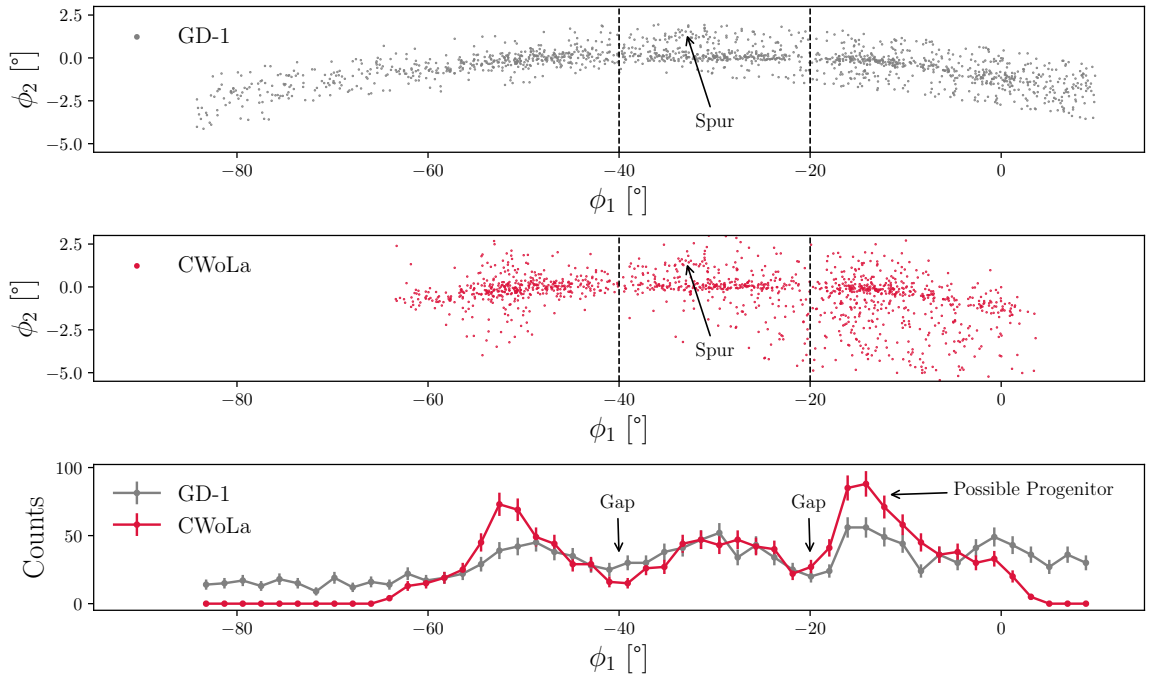 GD-1
2.5
0.0
−2.5
−5.0
ϕ2 [°]
Spur
−80 −60 −40 −20 0
ϕ1 [°]
CWoLa
2.5
0.0
−2.5
−5.0
ϕ2 [°]
Spur
−80 −60 −40 −20 0
ϕ1 [°]
100
50
0
Counts
GD-1
CWoLa
Gap
Gap
Possible Progenitor
−80 −60 −40 −20 0
ϕ1 [°]